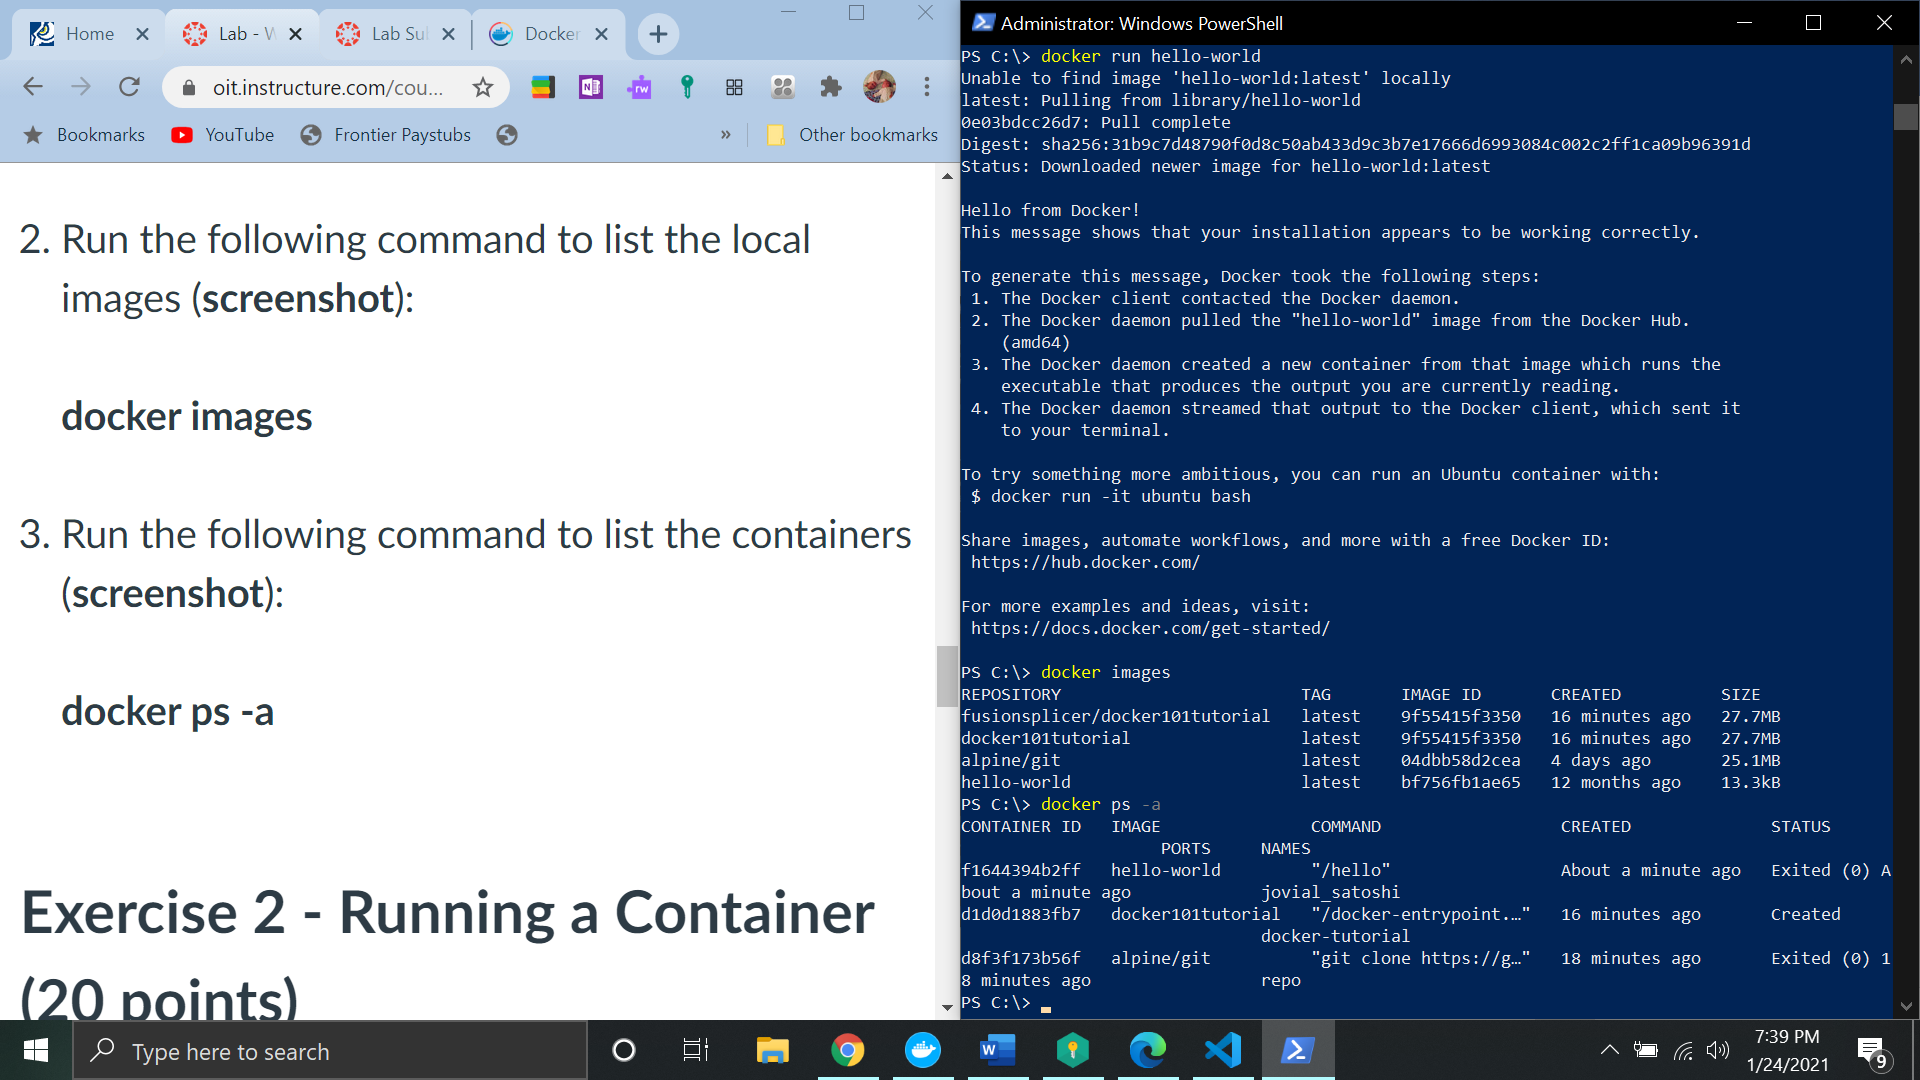 Home
Lab - W
Lab Sul
Docker
oit.instructure.com/cou...
rw
Bookmarks
YouTube
Frontier Paystubs
»
Other bookmarks
2. Run the following command to list the local
images (screenshot):
docker images
3. Run the following command to list the containers
(screenshot):
docker ps -a
Exercise 2 - Running a Container
(20 points)
Administrator: Windows PowerShell
PS C:\> docker run hello-world
Unable to find image 'hello-world:latest' locally
latest: Pulling from library/hello-world
0e03bdcc26d7: Pull complete
Digest: sha256:31b9c7d48790f0d8c50ab433d9c3b7e17666d6993084c002c2ff1ca09b96391d
Status: Downloaded newer image for hello-world:latest
Hello from Docker!
This message shows that your installation appears to be working correctly.
To generate this message, Docker took the following steps:
1. The Docker client contacted the Docker daemon.
2. The Docker daemon pulled the "hello-world" image from the Docker Hub.
(amd64)
3. The Docker daemon created a new container from that image which runs the
executable that produces the output you are currently reading.
4. The Docker daemon streamed that output to the Docker client, which sent it
to your terminal.
To try something more ambitious, you can run an Ubuntu container with:
$ docker run -it ubuntu bash
Share images, automate workflows, and more with a free Docker ID:
https://hub.docker.com/
For more examples and ideas, visit:
https://docs.docker.com/get-started/
PS C:\> docker images
REPOSITORY TAG IMAGE ID CREATED SIZE
fusionsplicer/docker101tutorial latest 9f55415f3350 16 minutes ago 27.7MB
docker101tutorial latest 9f55415f3350 16 minutes ago 27.7MB
alpine/git latest 04dbb58d2cea 4 days ago 25.1MB
hello-world latest bf756fb1ae65 12 months ago 13.3kB
PS C:\> docker ps -a
CONTAINER ID IMAGE COMMAND CREATED STATUS
PORTS NAMES
f1644394b2ff hello-world "/hello" About a minute ago Exited (0) A
bout a minute ago jovial_satoshi
d1d0d1883fb7 docker101tutorial "/docker-entrypoint.…" 16 minutes ago Created
docker-tutorial
d8f3f173b56f alpine/git "git clone https://g…" 18 minutes ago Exited (0) 1
8 minutes ago repo
PS C:\>
Type here to search
7:39 PM
1/24/2021
9